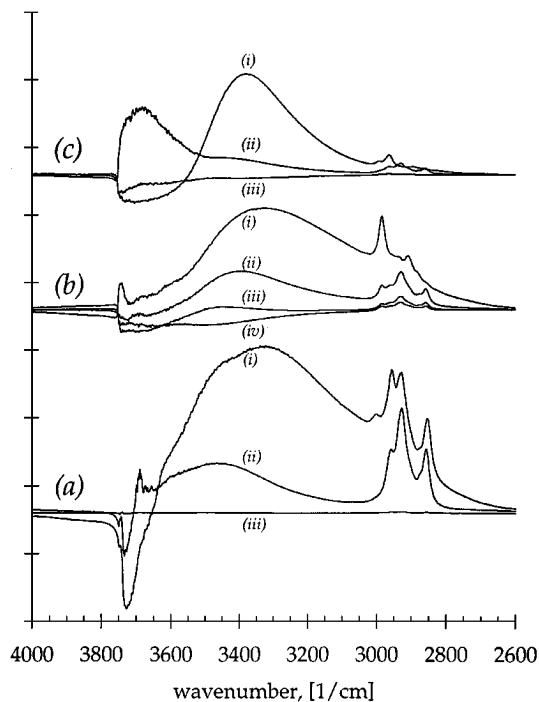 (i)
(c)
(ii)
(iii)
(i)
(b)
(ii)
(iii)
(iv)
(i)
(a)
(ii)
(iii)
4000 3800 3600 3400 3200 3000 2800 2600
wavenumber, [1/cm]